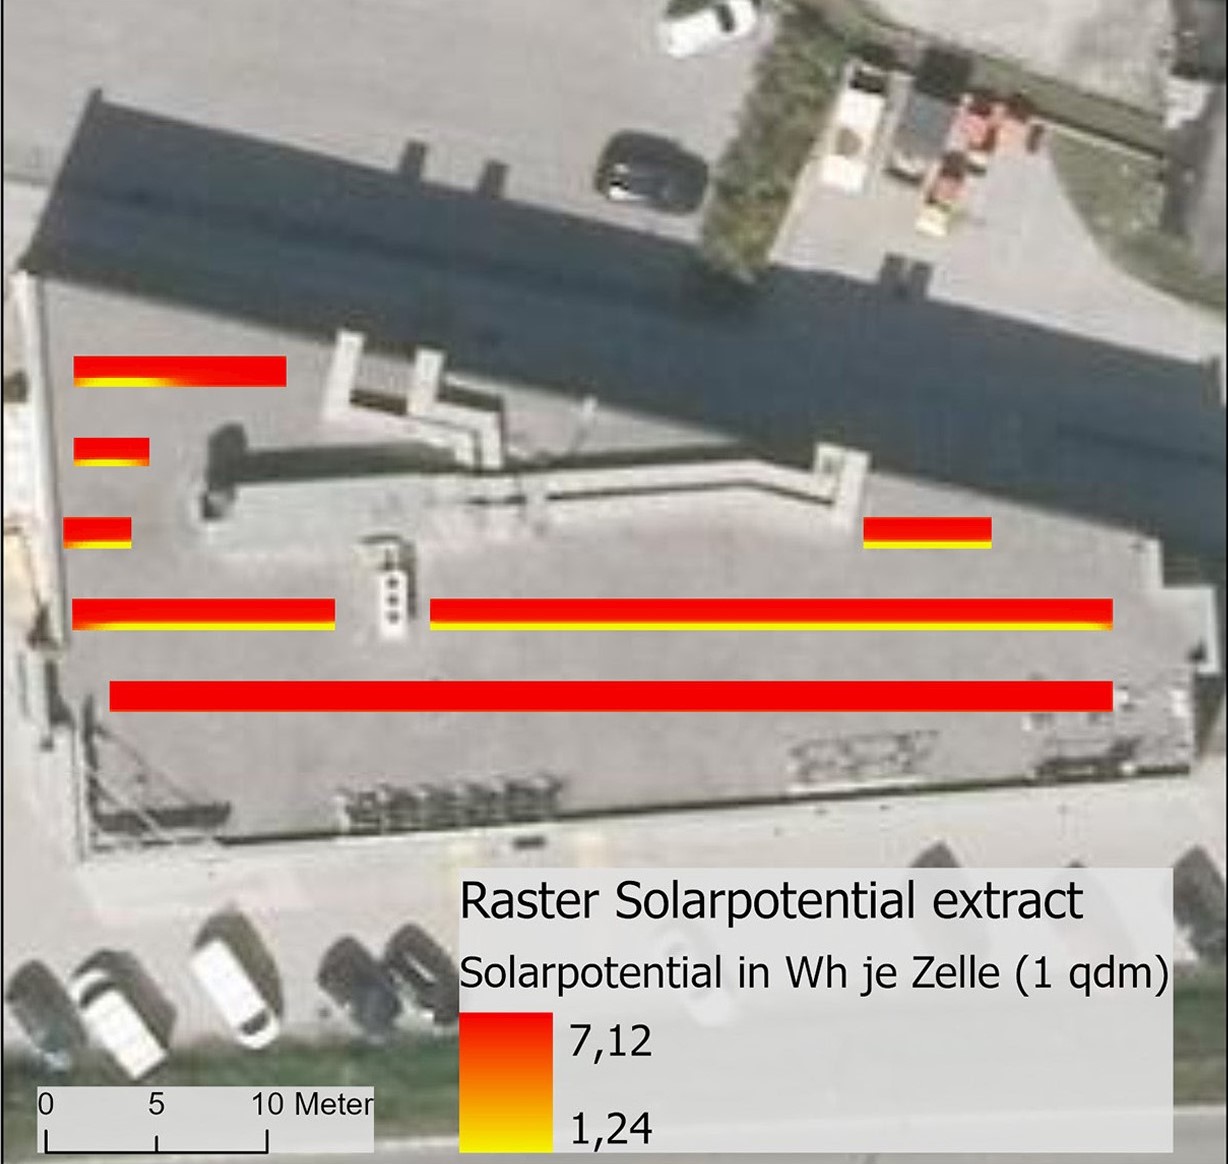 Raster Solarpotential extract
Solarpotential in Wh je Zelle (1 qdm)
7,12
1,24
0 5 10 Meter